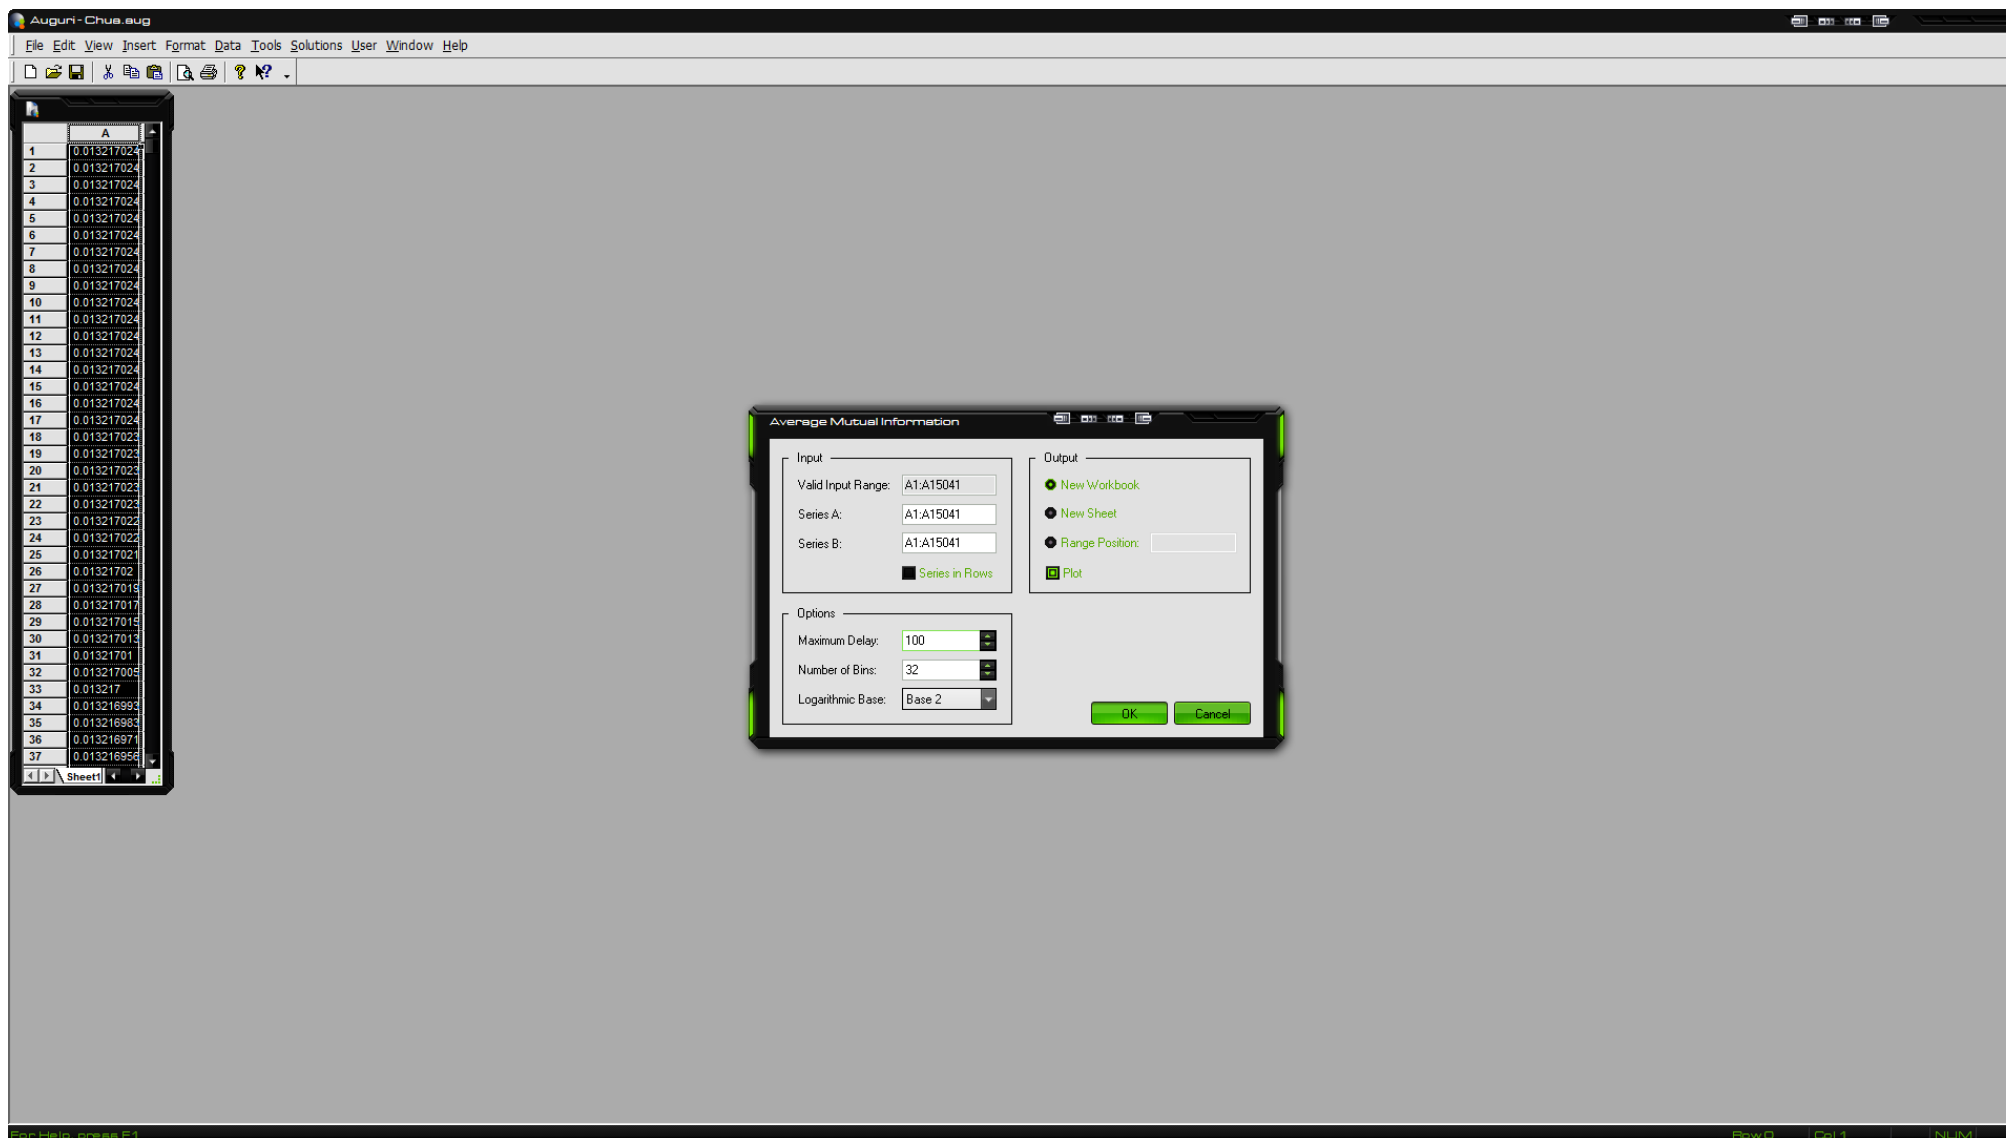 Auguri - Chua.aug
File Edit View Insert Format Data Tools Solutions User Window Help
A
1 0.013217024
2 0.013217024
3 0.013217024
4 0.013217024
5 0.013217024
6 0.013217024
7 0.013217024
8 0.013217024
9 0.013217024
10 0.013217024
11 0.013217024
12 0.013217024
13 0.013217024
14 0.013217024
15 0.013217024
16 0.013217024
17 0.013217024
18 0.013217023
19 0.013217023
20 0.013217023
21 0.013217023
22 0.013217023
23 0.013217022
24 0.013217022
25 0.013217021
26 0.01321702
27 0.013217019
28 0.013217017
29 0.013217015
30 0.013217013
31 0.01321701
32 0.013217005
33 0.013217
34 0.013216993
35 0.013216983
36 0.013216971
37 0.013216956
Sheet1
Average Mutual Information
Input
Valid Input Range: A1:A15041
Series A: A1:A15041
Series B: A1:A15041
Series in Rows
Options
Maximum Delay: 100
Number of Bins: 32
Logarithmic Base: Base 2
Output
New Workbook
New Sheet
Range Position:
Plot
OK Cancel
For Help, press F1
Row 0 Col 1 NUM